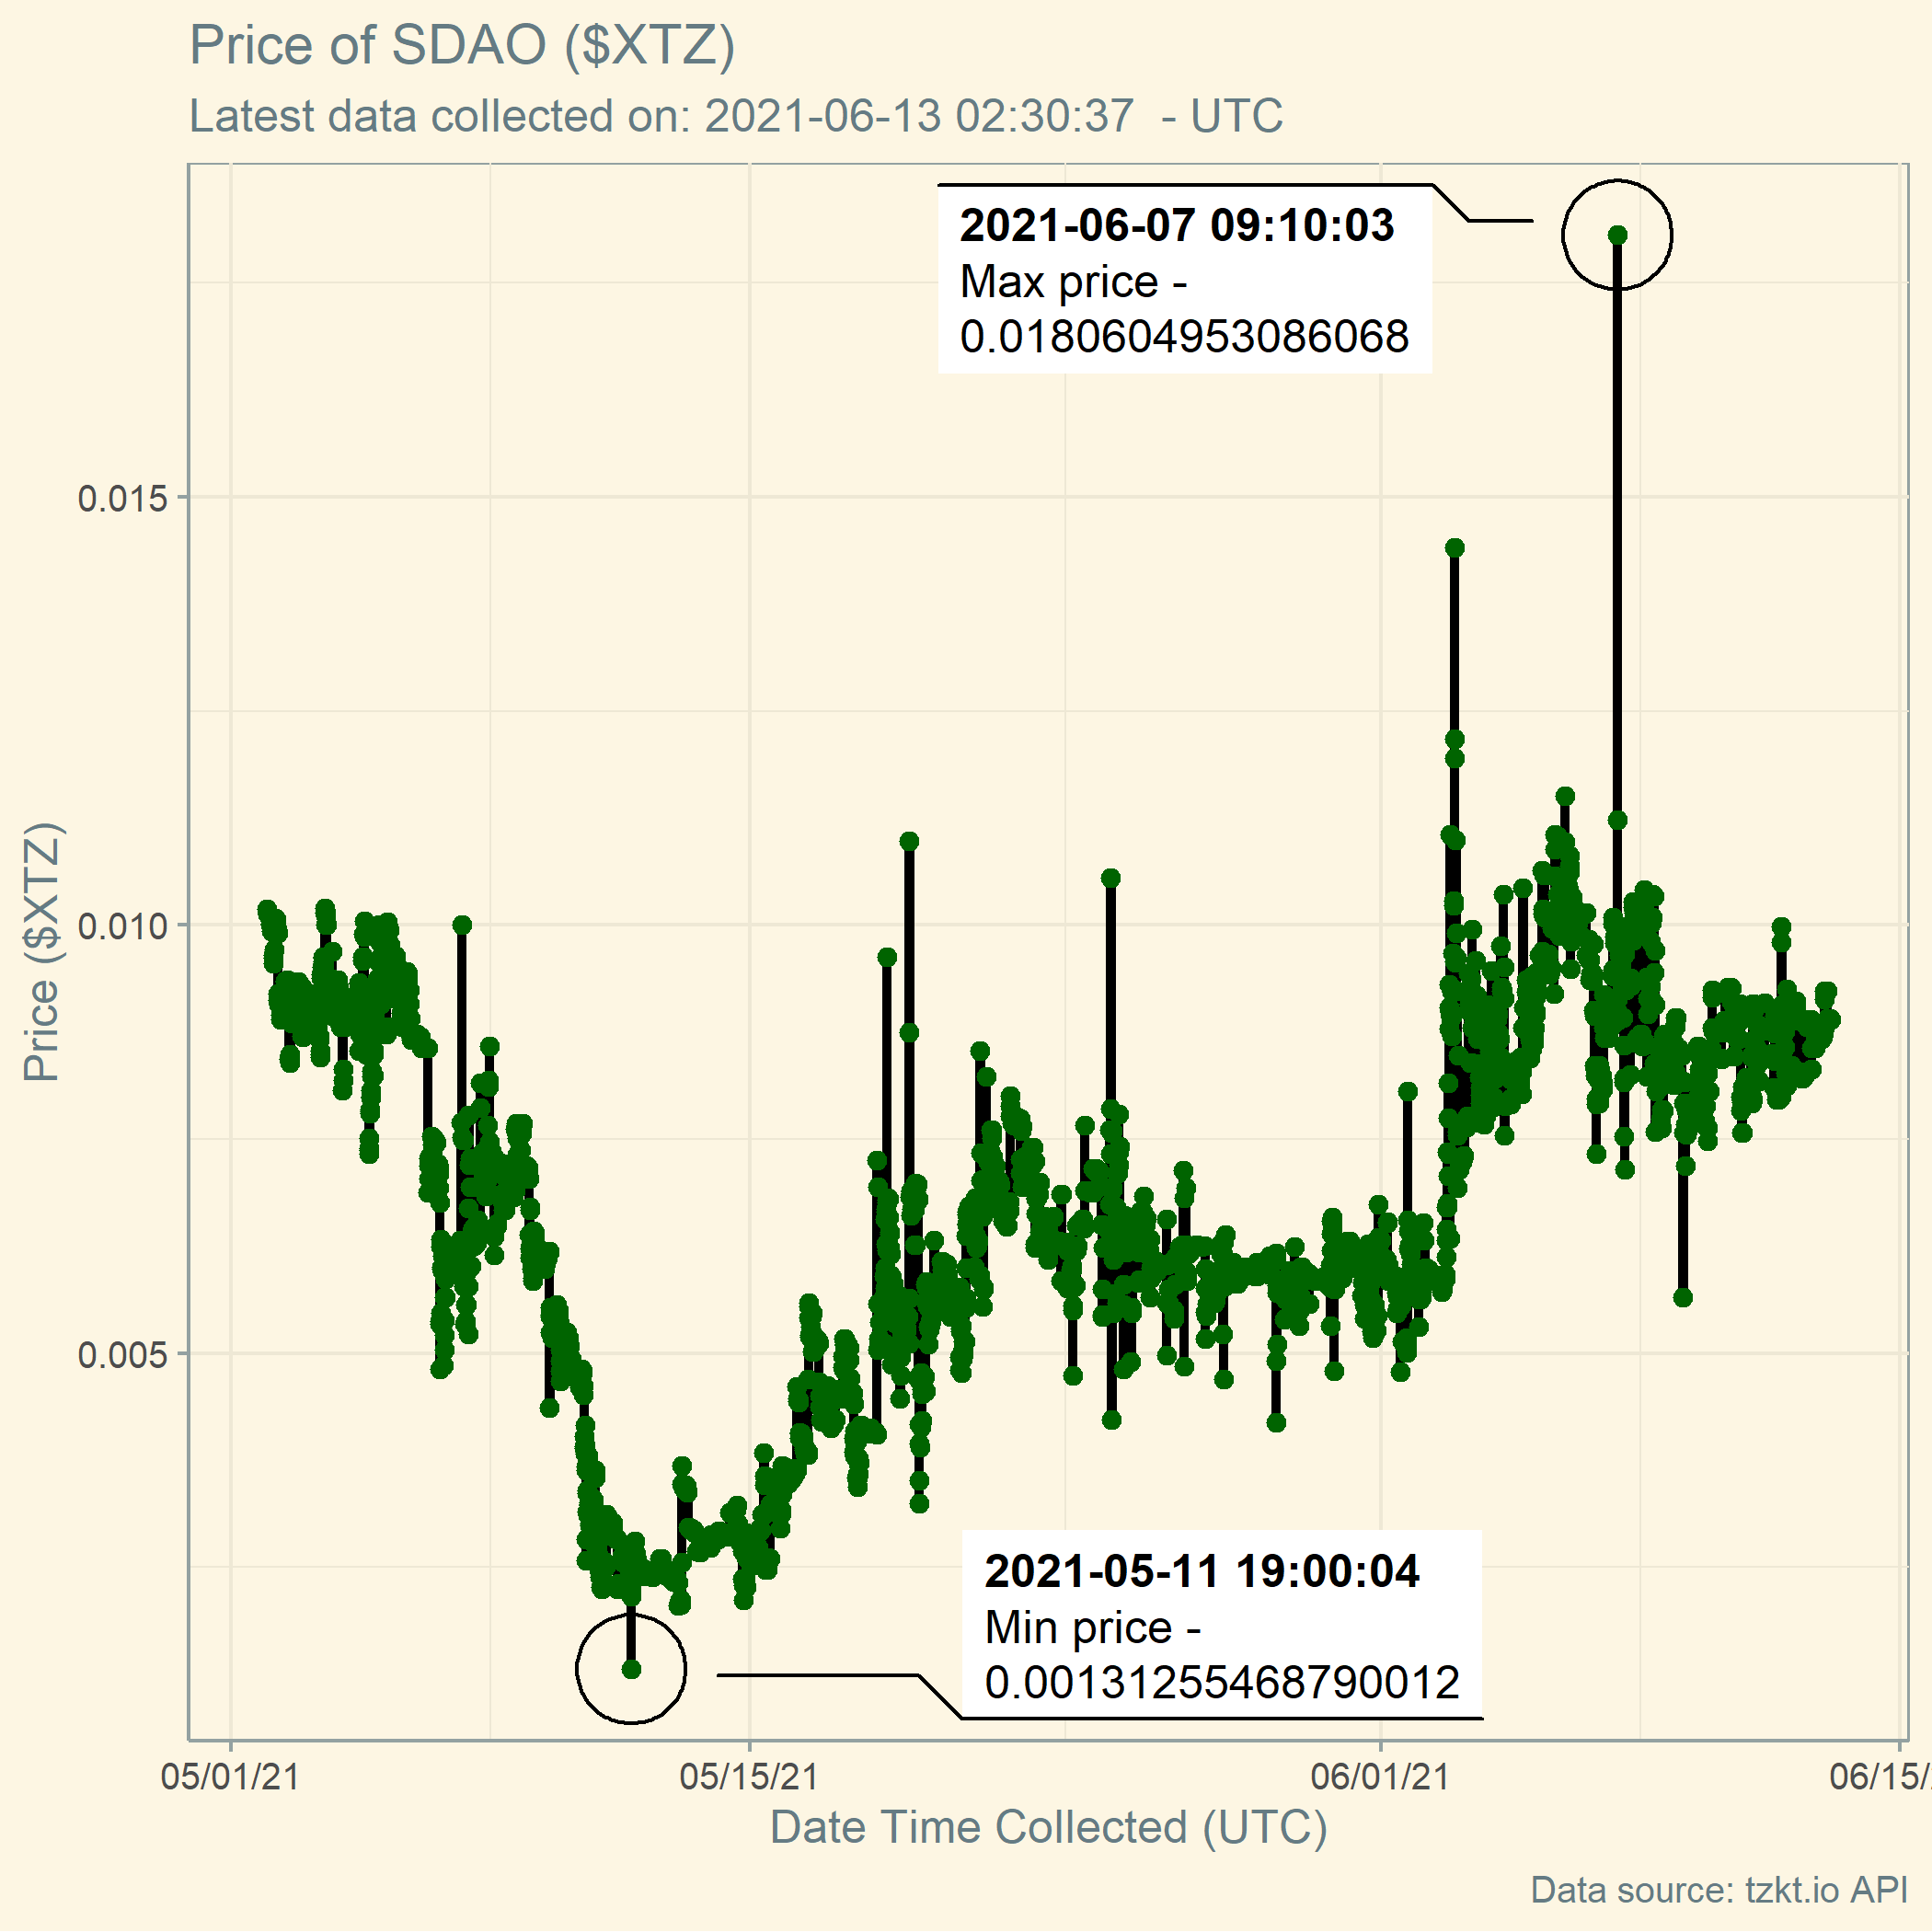 Price of SDAO ($XTZ)
Latest data collected on: 2021-06-13 02:30:37  - UTC
2021-06-07 09:10:03
Max price -
0.0180604953086068
0.015
0.010
0.005
Price ($XTZ)
2021-05-11 19:00:04
Min price -
0.00131255468790012
05/01/21
05/15/21
06/01/21
06/15/
Date Time Collected (UTC)
Data source: tzkt.io API